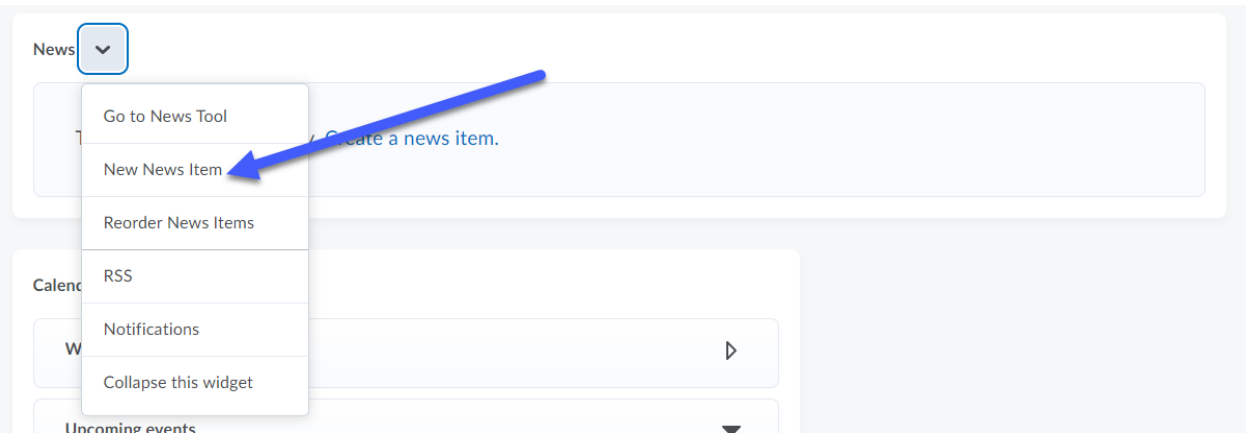 News
Go to News Tool
Create a news item.
New News Item
Reorder News Items
RSS
Notifications
Collapse this widget
Upcoming events